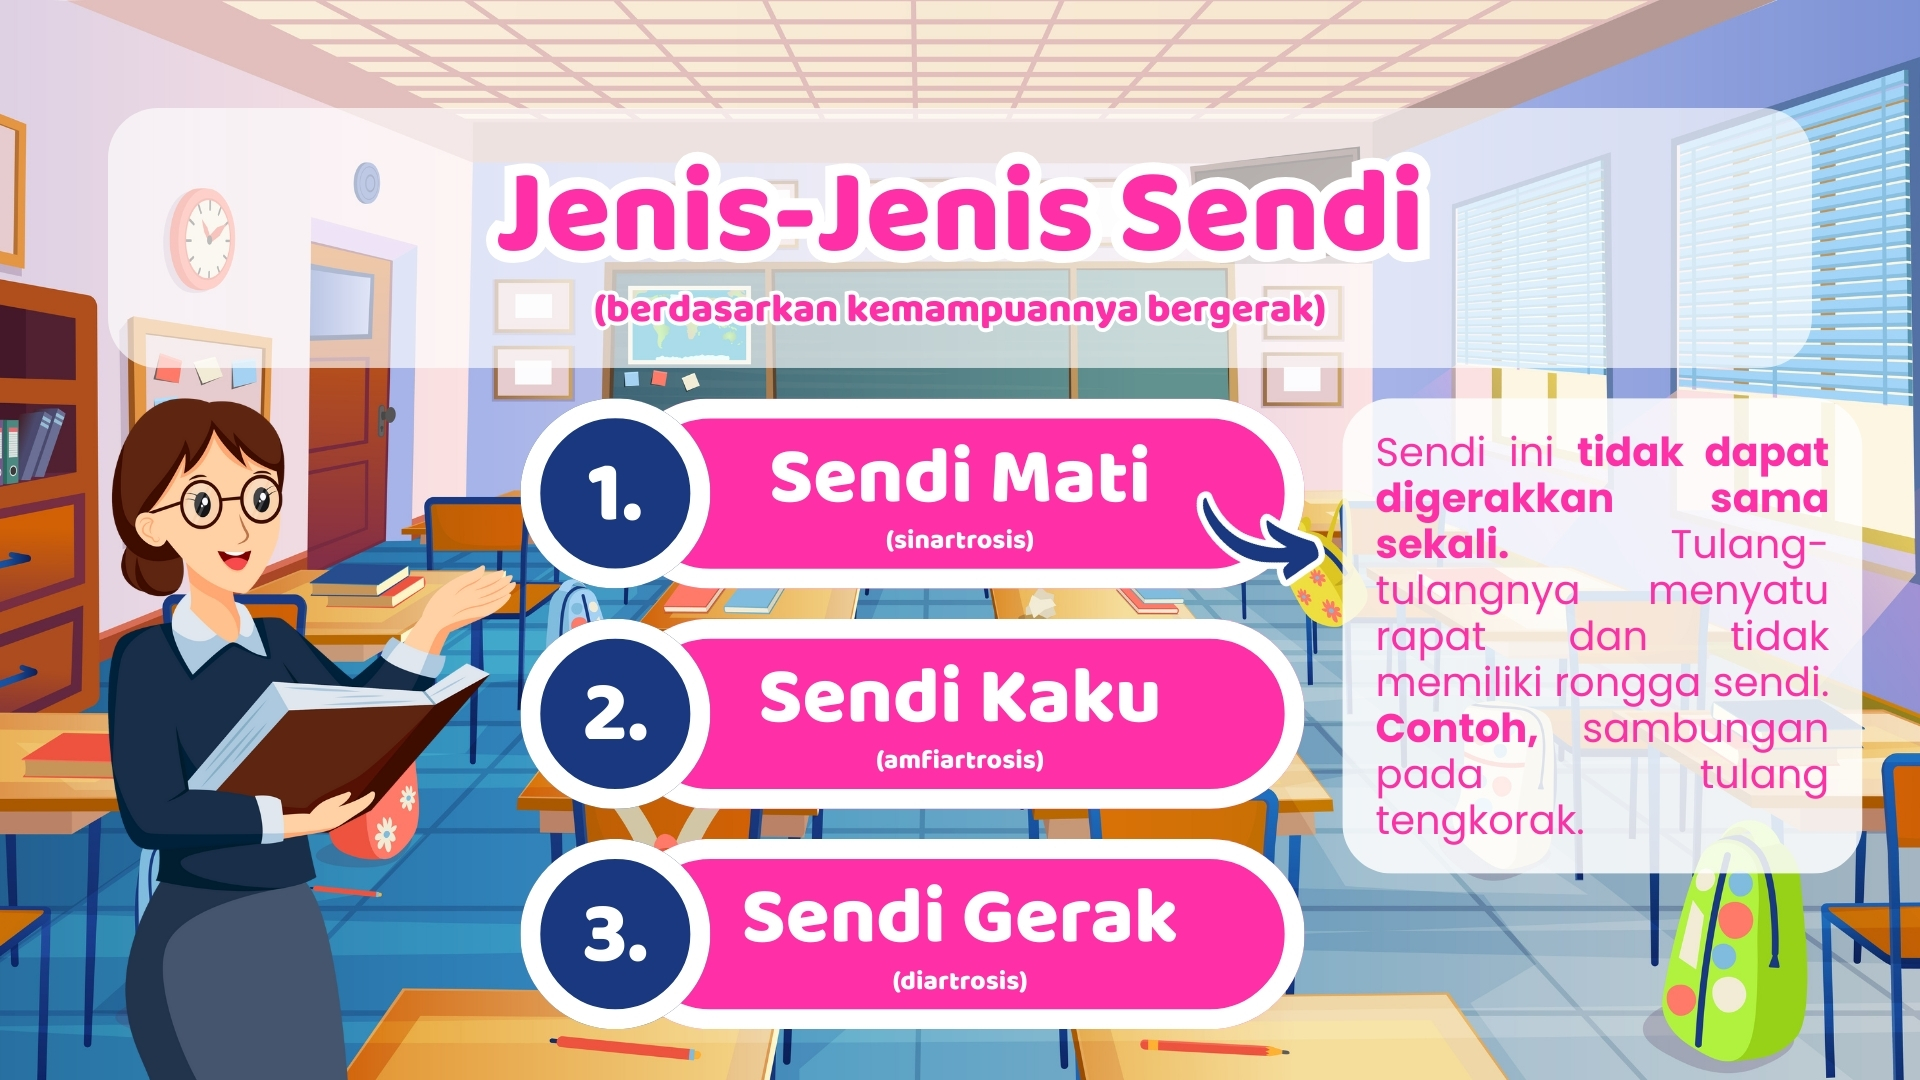 Jenis-Jenis Sendi
(berdasarkan kemampuannya bergerak)
1.
Sendi Mati
(sinartrosis)
Sendi ini tidak dapat
digerakkan sama
sekali. Tulang-
tulangnya menyatu
rapat dan tidak
memiliki rongga sendi.
Contoh, sambungan
pada tulang
tengkorak.
2.
Sendi Kaku
(amfiartrosis)
3.
Sendi Gerak
(diartrosis)